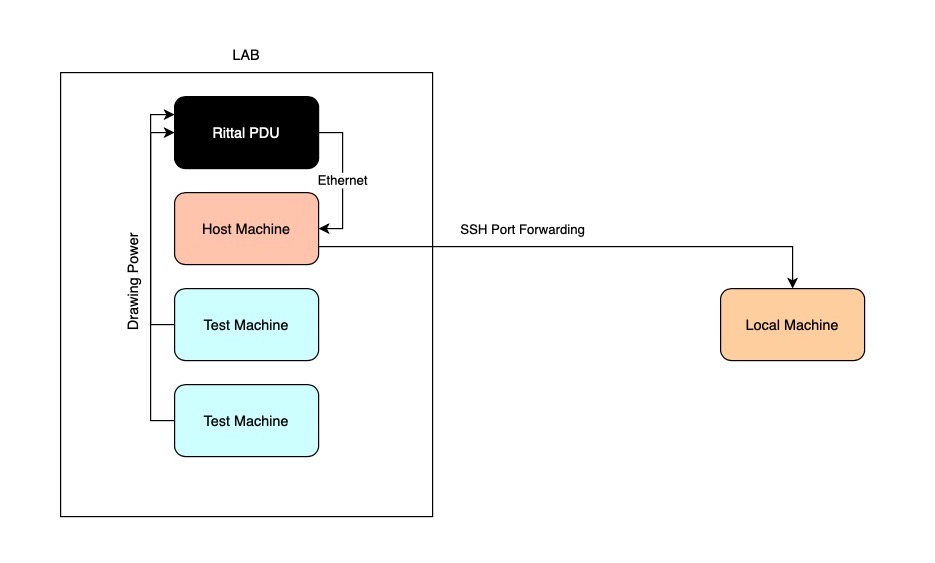 LAB
Rittal PDU
Ethernet
Host Machine
SSH Port Forwarding
Drawing Power
Test Machine
Local Machine
Test Machine